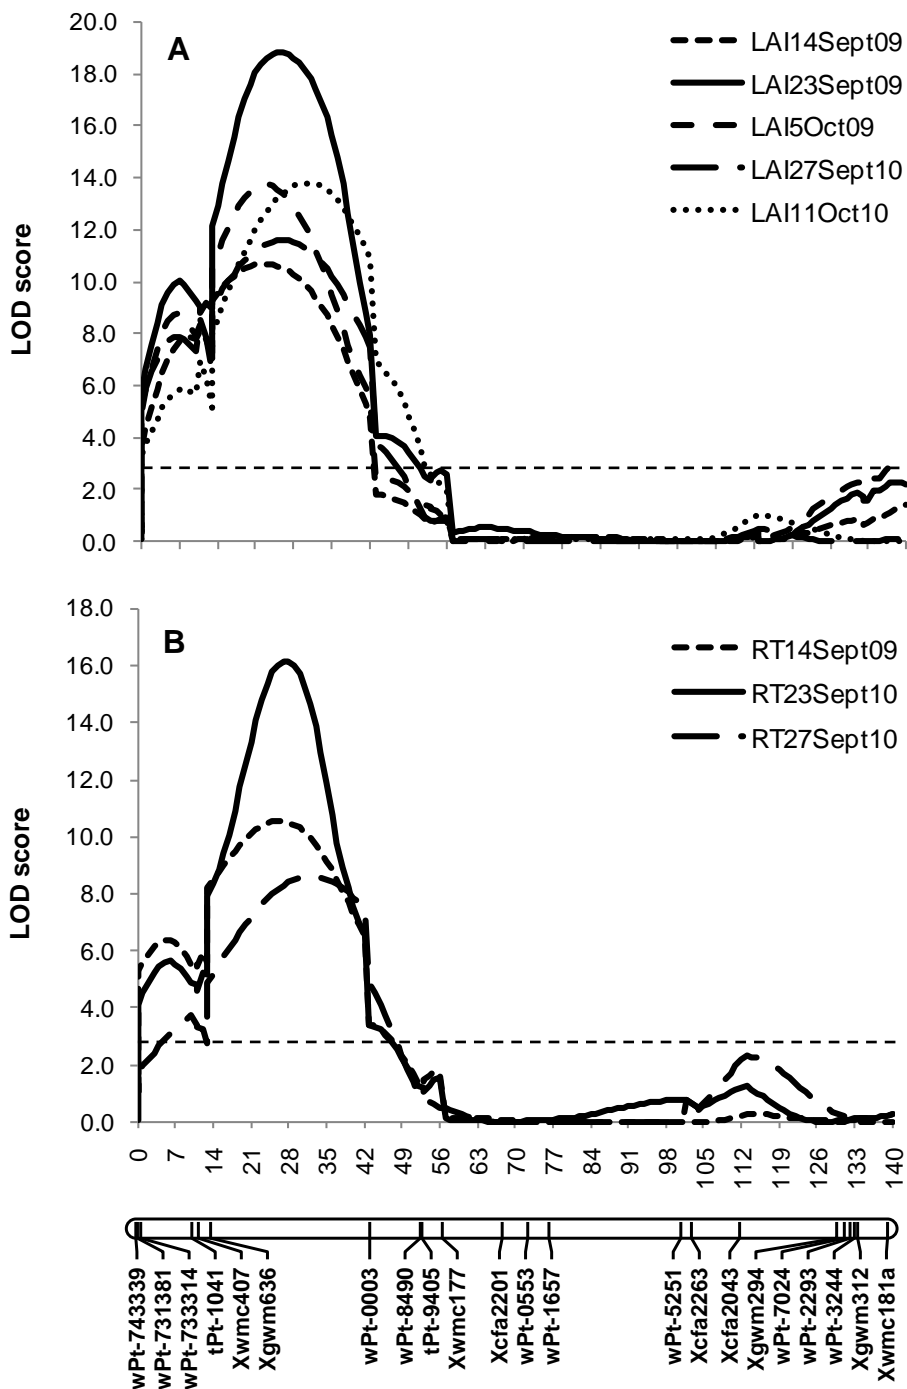 20.0
18.0
16.0
14.0
12.0
10.0
8.0
6.0
4.0
2.0
0.0
LOD score
A
LAI14Sept09
LAI23Sept09
LAI5Oct09
LAI27Sept10
LAI11Oct10
18.0
16.0
14.0
12.0
10.0
8.0
6.0
4.0
2.0
0.0
LOD score
B
RT14Sept09
RT23Sept10
RT27Sept10
0
7
14
21
28
35
42
49
56
63
70
77
84
91
98
105
112
119
126
133
140
wPt-743339
wPt-731381
wPt-733314
tPt-1041
Xwmc407
Xgwm636
wPt-0003
wPt-8490
tPt-9405
Xwmc177
Xcfa2201
wPt-0553
wPt-1657
wPt-5251
Xcfa2263
Xcfa2043
Xgwm294
wPt-7024
wPt-2293
wPt-3244
Xgwm312
Xwmc181a